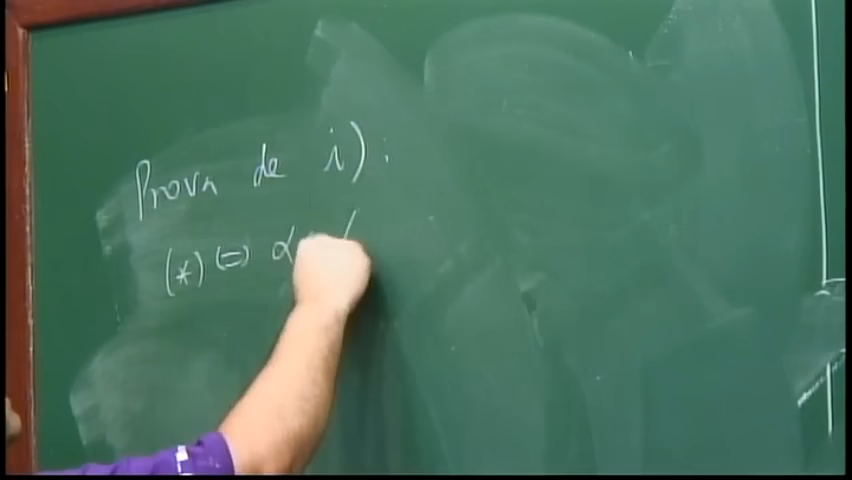 Prova de i):
(*) ⇔ α